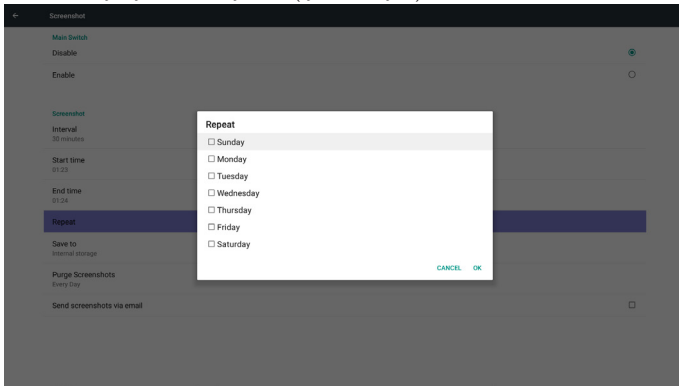 Screenshot
Main Switch
Disable
Enable
Screenshot
Interval
30 minutes
Start time
01:23
End time
01:24
Repeat
Save to
Internal storage
Purge Screenshots
Every Day
Send screenshots via email
Repeat
Sunday
Monday
Tuesday
Wednesday
Thursday
Friday
Saturday
CANCEL OK